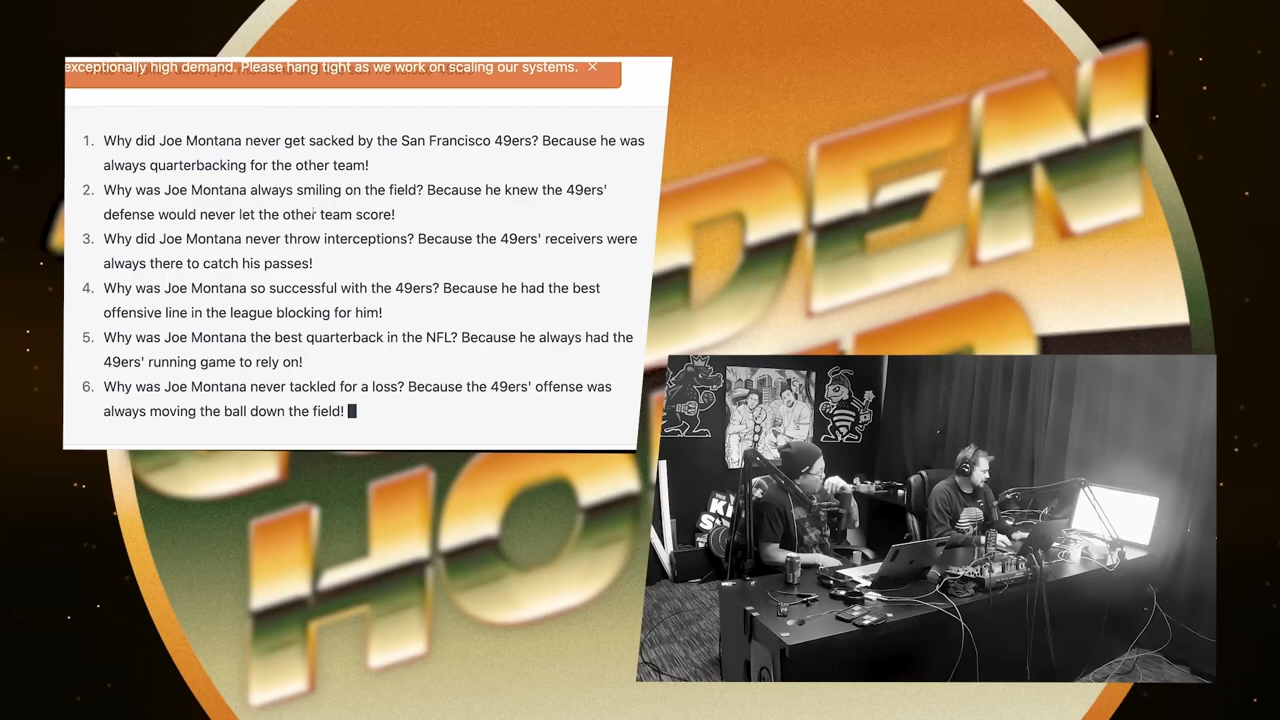 exceptionally high demand. Please hang tight as we work on scaling our systems. ×
1. Why did Joe Montana never get sacked by the San Francisco 49ers? Because he was
always quarterbacking for the other team!
2. Why was Joe Montana always smiling on the field? Because he knew the 49ers'
defense would never let the other team score!
3. Why did Joe Montana never throw interceptions? Because the 49ers' receivers were
always there to catch his passes!
4. Why was Joe Montana so successful with the 49ers? Because he had the best
offensive line in the league blocking for him!
5. Why was Joe Montana the best quarterback in the NFL? Because he always had the
49ers' running game to rely on!
6. Why was Joe Montana never tackled for a loss? Because the 49ers' offense was
always moving the ball down the field!
DEN
HO
THE